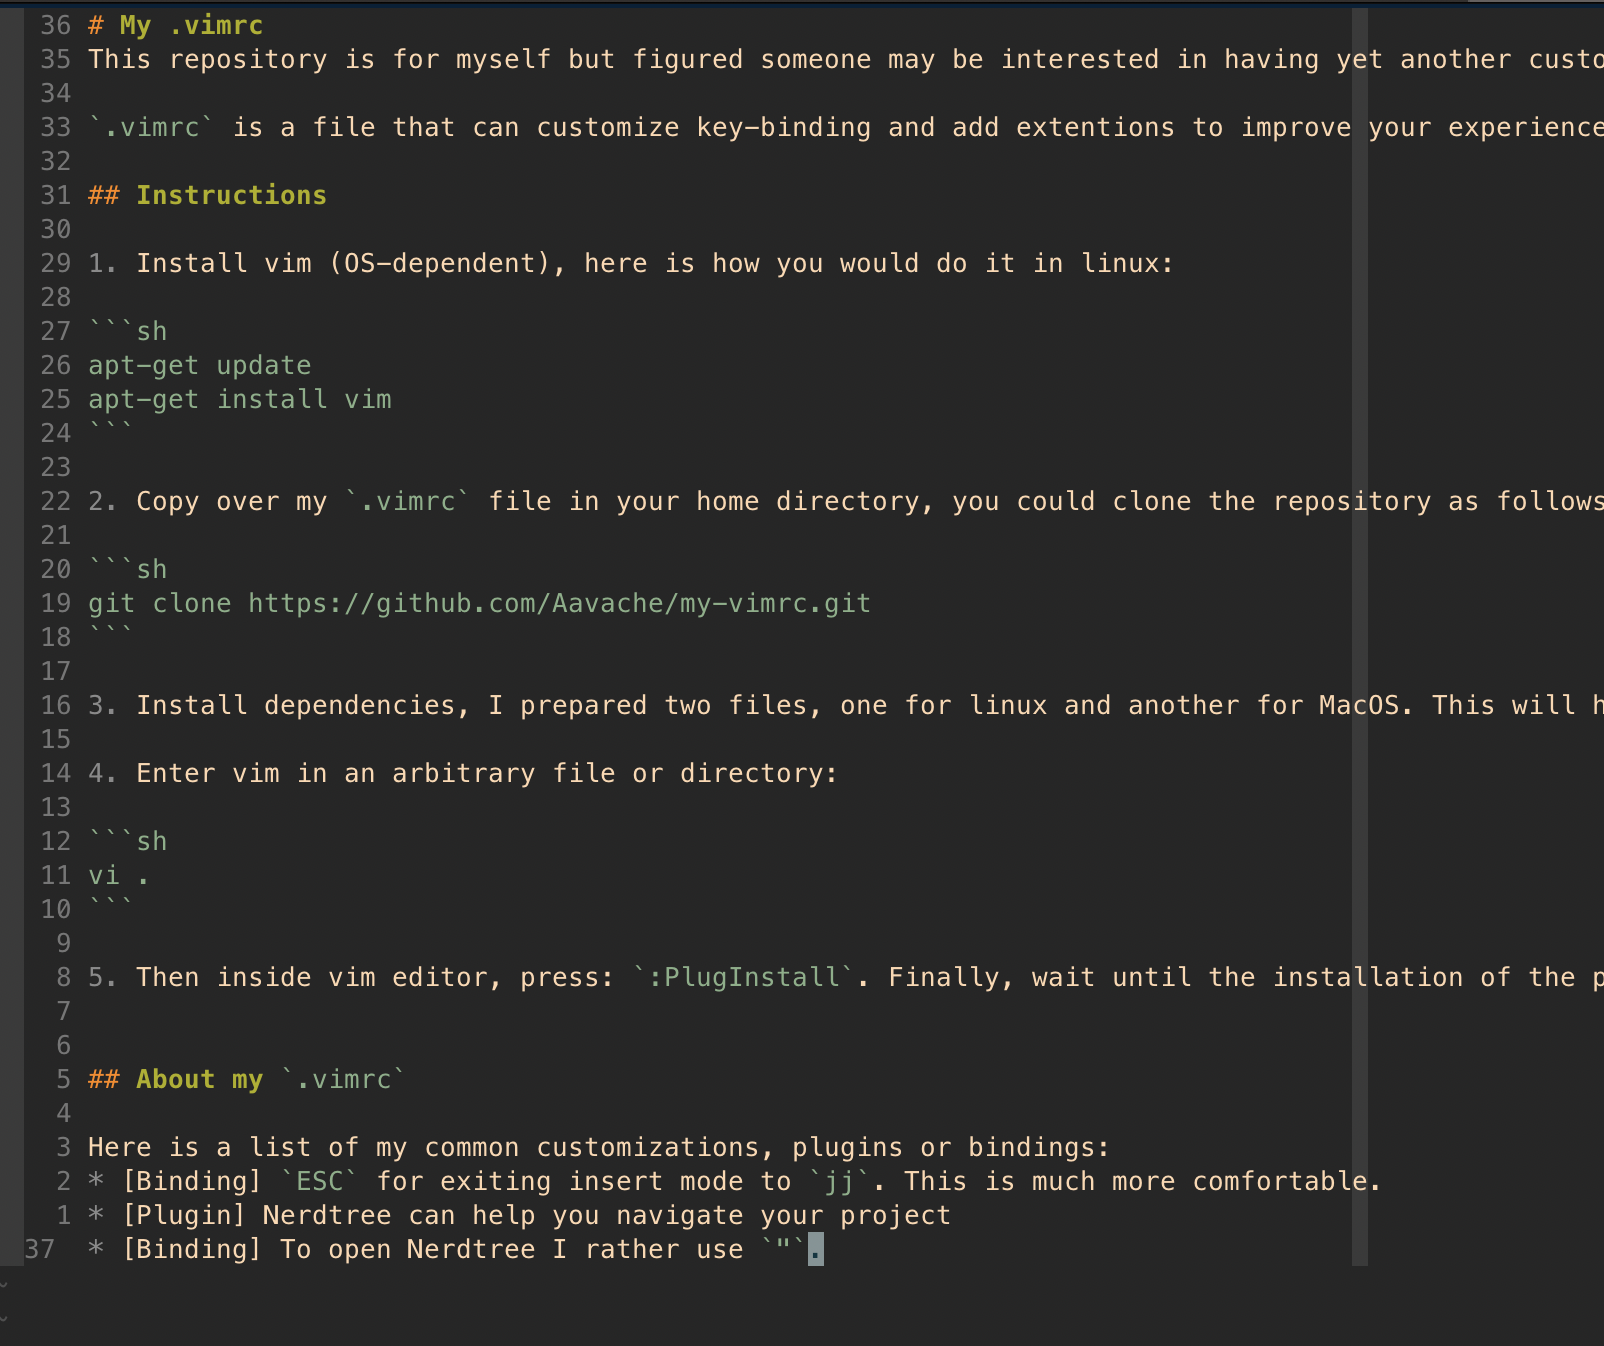 36 # My .vimrc
35 This repository is for myself but figured someone may be interested in having yet another custo
34
33 `.vimrc` is a file that can customize key-binding and add extentions to improve your experience
32
31 ## Instructions
30
29 1. Install vim (OS-dependent), here is how you would do it in linux:
28
27 ```sh
26 apt-get update
25 apt-get install vim
24 ```
23
22 2. Copy over my `.vimrc` file in your home directory, you could clone the repository as follows
21
20 ```sh
19 git clone https://github.com/Aavache/my-vimrc.git
18 ```
17
16 3. Install dependencies, I prepared two files, one for linux and another for MacOS. This will h
15
14 4. Enter vim in an arbitrary file or directory:
13
12 ```sh
11 vi .
10 ```
9
8 5. Then inside vim editor, press: `:PlugInstall`. Finally, wait until the installation of the p
7
6
5 ## About my `.vimrc`
4
3 Here is a list of my common customizations, plugins or bindings:
2 * [Binding] `ESC` for exiting insert mode to `jj`. This is much more comfortable.
1 * [Plugin] Nerdtree can help you navigate your project
37 * [Binding] To open Nerdtree I rather use `"`.
~
~